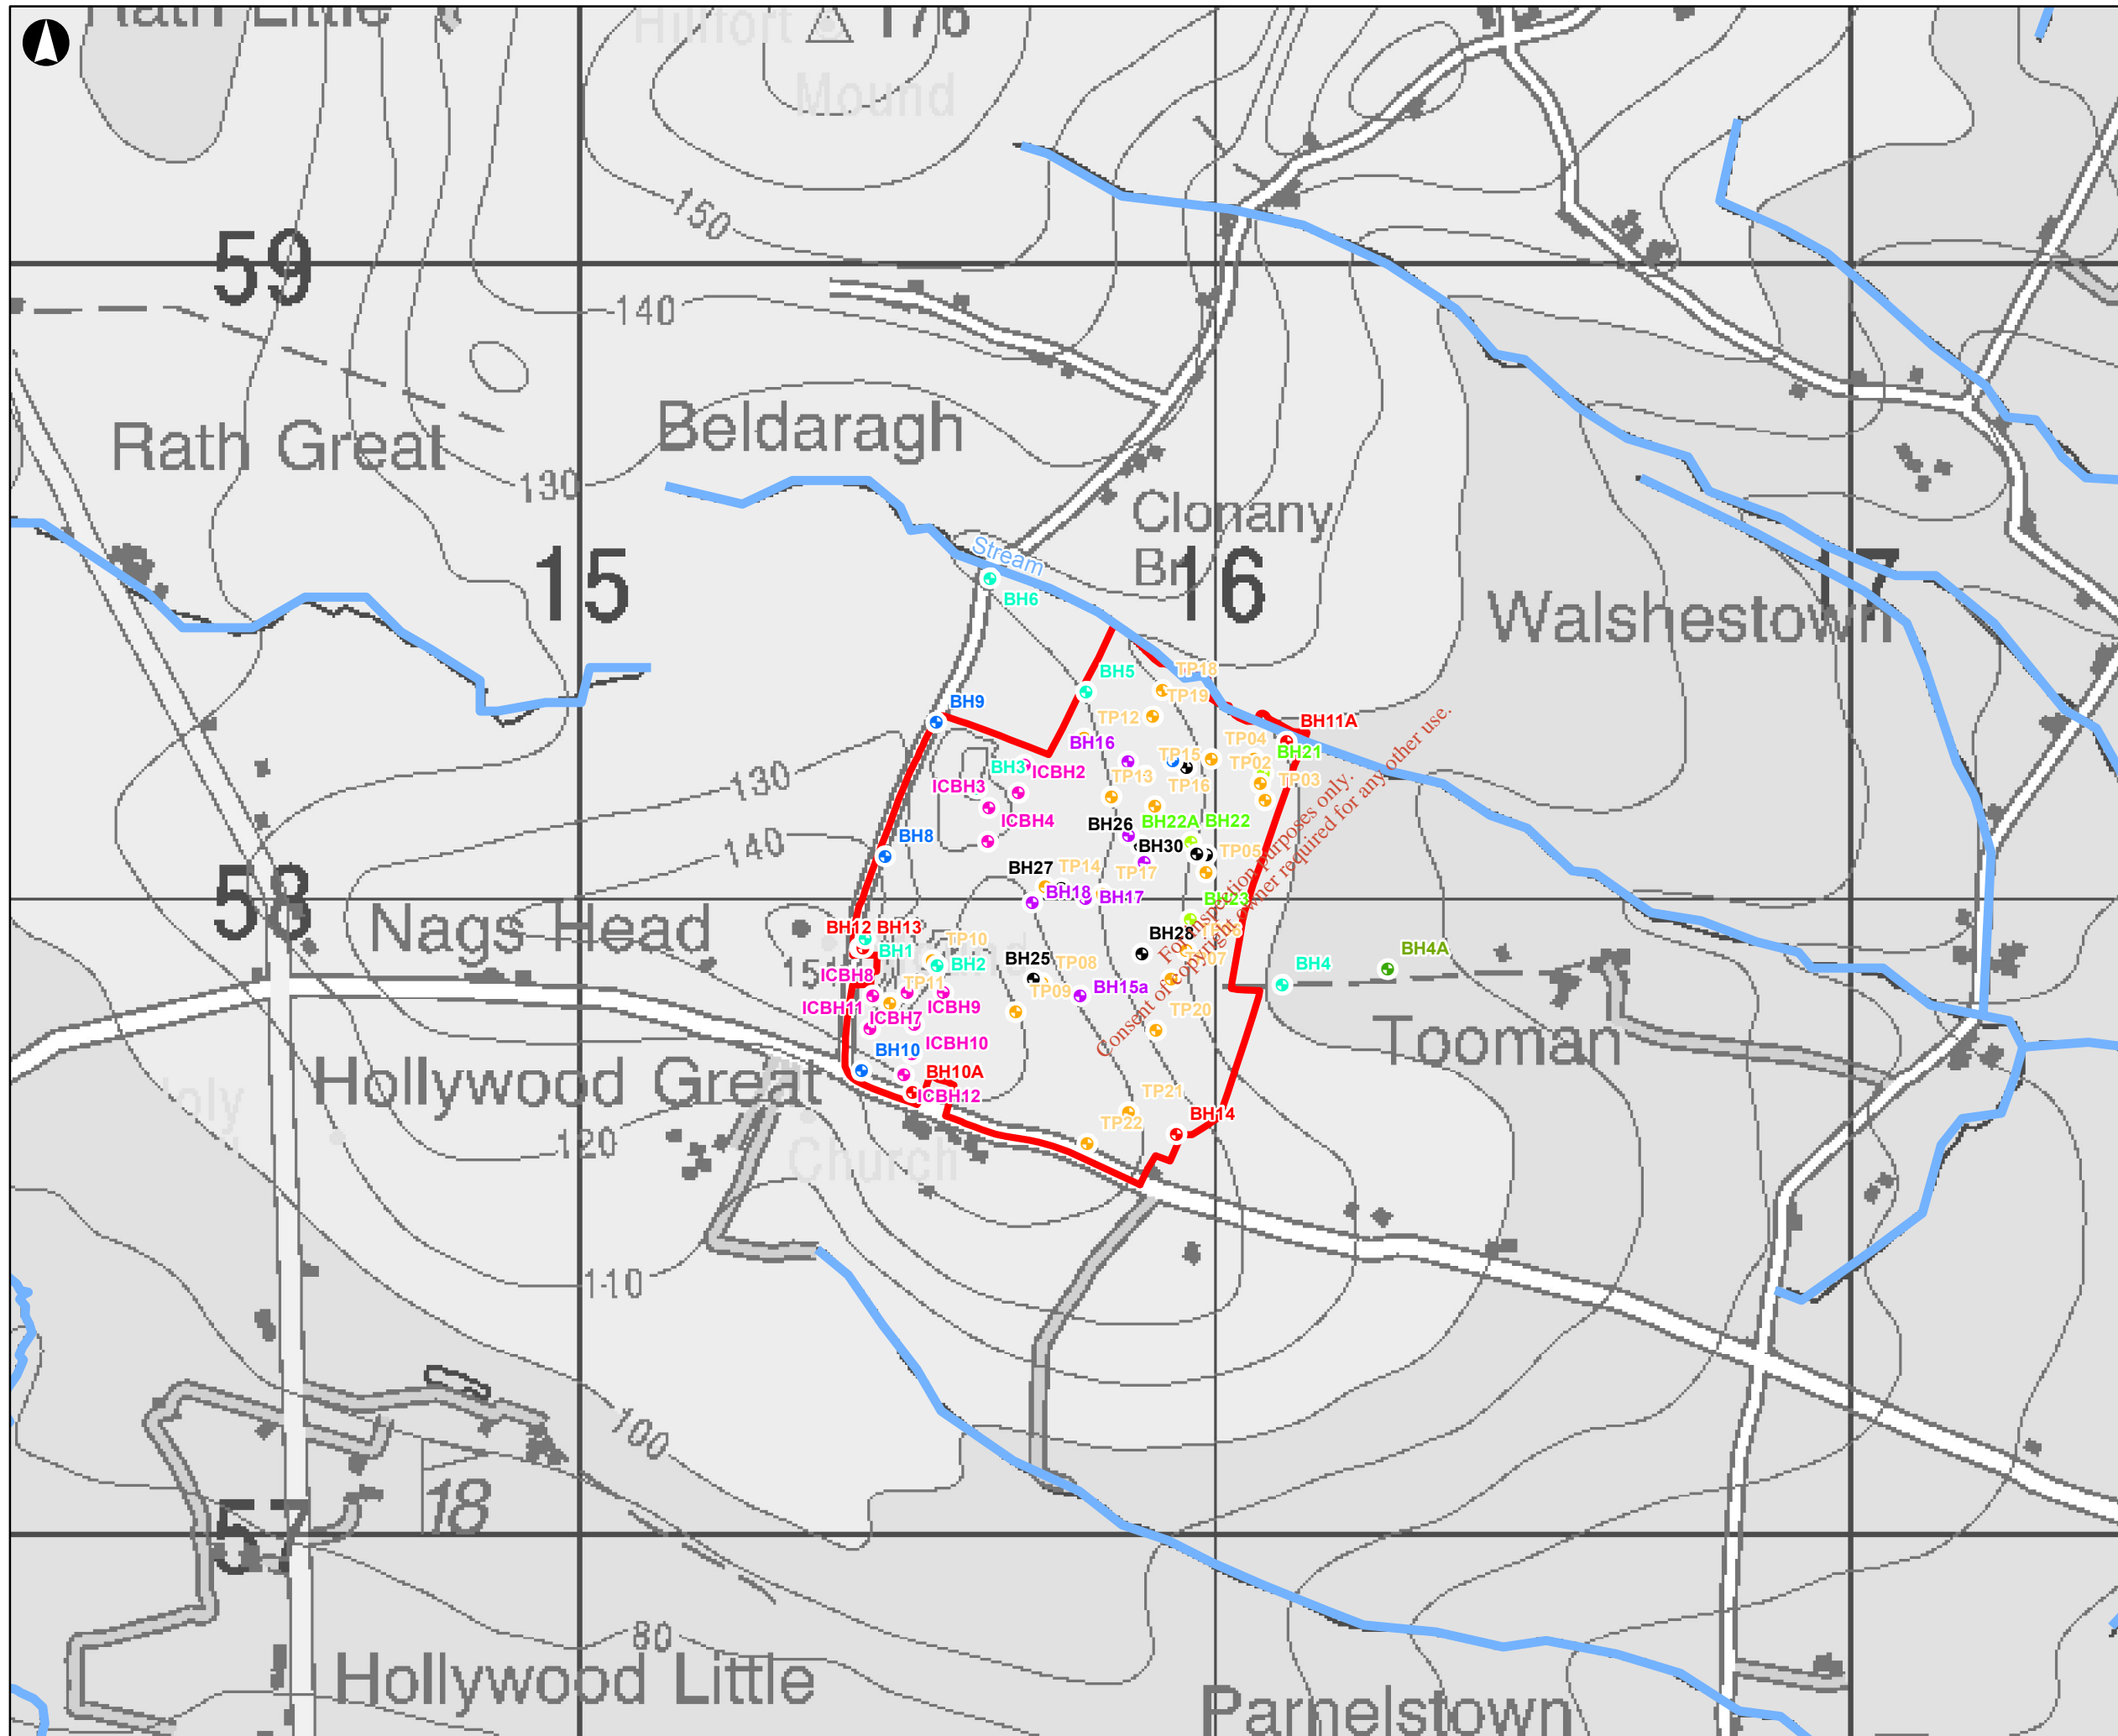 Rath Little
Hillfort
176
Mound
150
59
140
Rath Great
Beldaragh
130
Clonany
Br
Stream
15
16
17
BH6
Walshestown
BH5
TP18
TP19
BH9
TP12
BH11A
BH16
TP04
BH21
TP15
BH3
ICBH2
TP02
TP03
130
ICBH3
TP13
TP16
ICBH4
BH26
BH22A
BH22
140
BH8
BH30
TP05
BH27
TP14
TP17
58
BH18
BH17
BH23
Nags Head
BH12
BH13
BH28
BH1
TP10
BH2
BH4A
151
ICBH8
BH25
TP08
BH4
TP11
TP09
BH15a
ICBH11
ICBH7
ICBH9
TP20
ICBH10
BH10
Tooman
Hollywood Great
BH10A
ICBH12
TP21
BH14
TP22
120
Church
For inspection purposes only.
Consent of copyright owner required for any other use.
110
100
18
57
80
Hollywood Little
Parnelstown